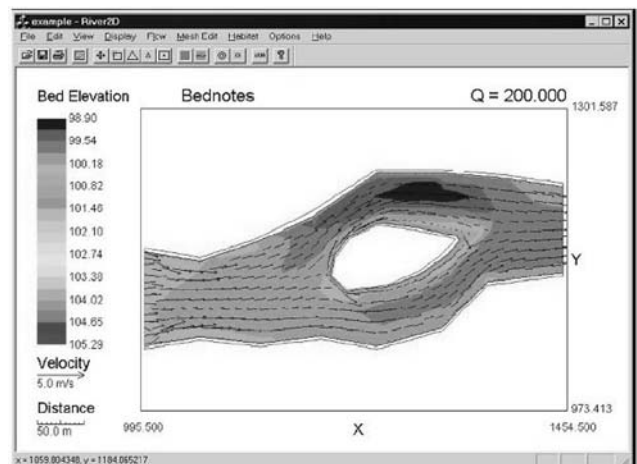 example - River2D
File Edit View Display Flow Mesh Edit Habitat Options Help
Bed Elevation
Bednotes
Q = 200.000
1301.587
98.90
99.54
100.18
100.82
101.46
102.10
102.74
103.38
104.02
104.65
105.29
Y
Velocity
5.0 m/s
Distance
50.0 m
995.500
X
973.413
1454.500
x = 1059.804348, y = 1184.065217